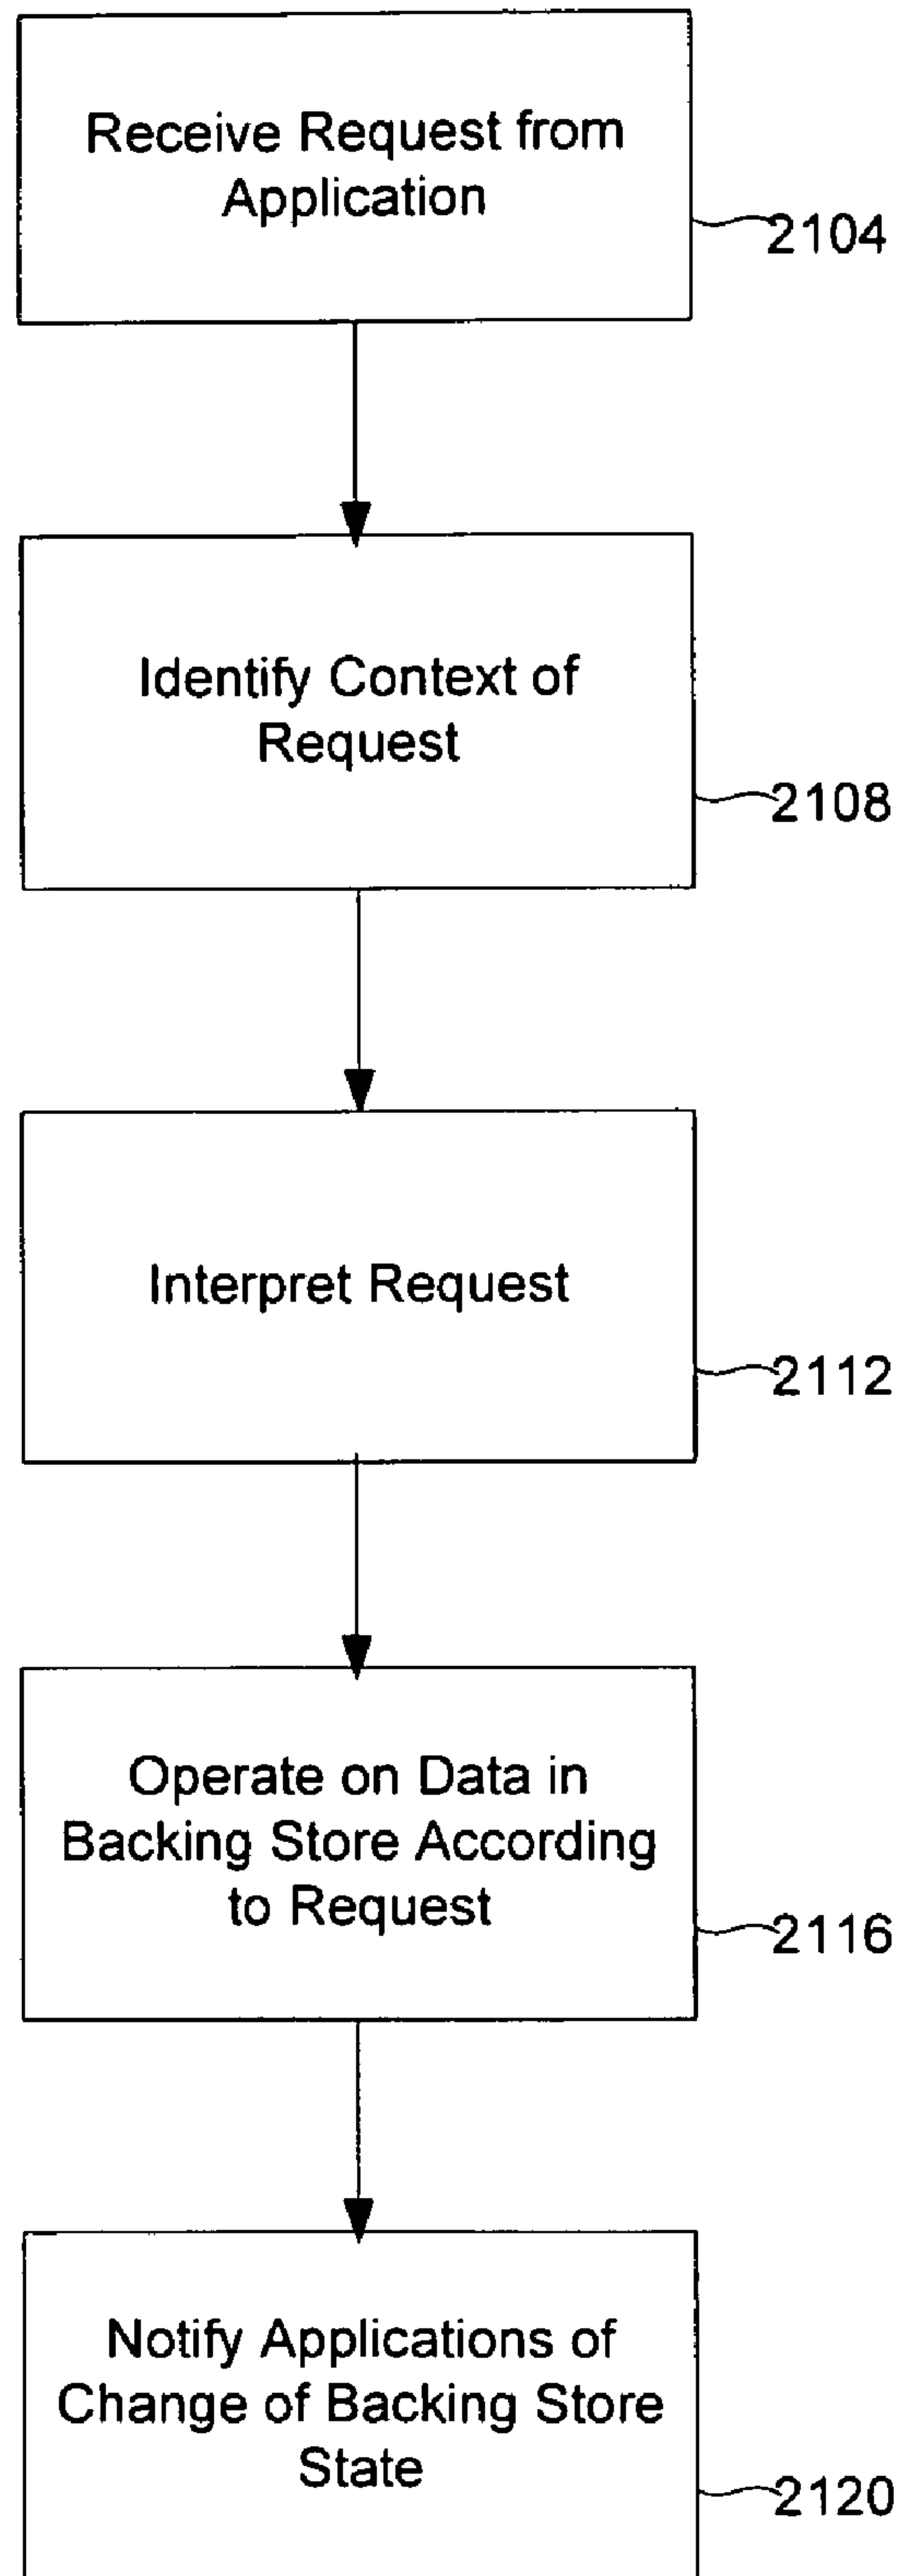 Receive Request from
Application
2104
Identify Context of
Request
2108
Interpret Request
2112
Operate on Data in
Backing Store According
to Request
2116
Notify Applications of
Change of Backing Store
State
2120